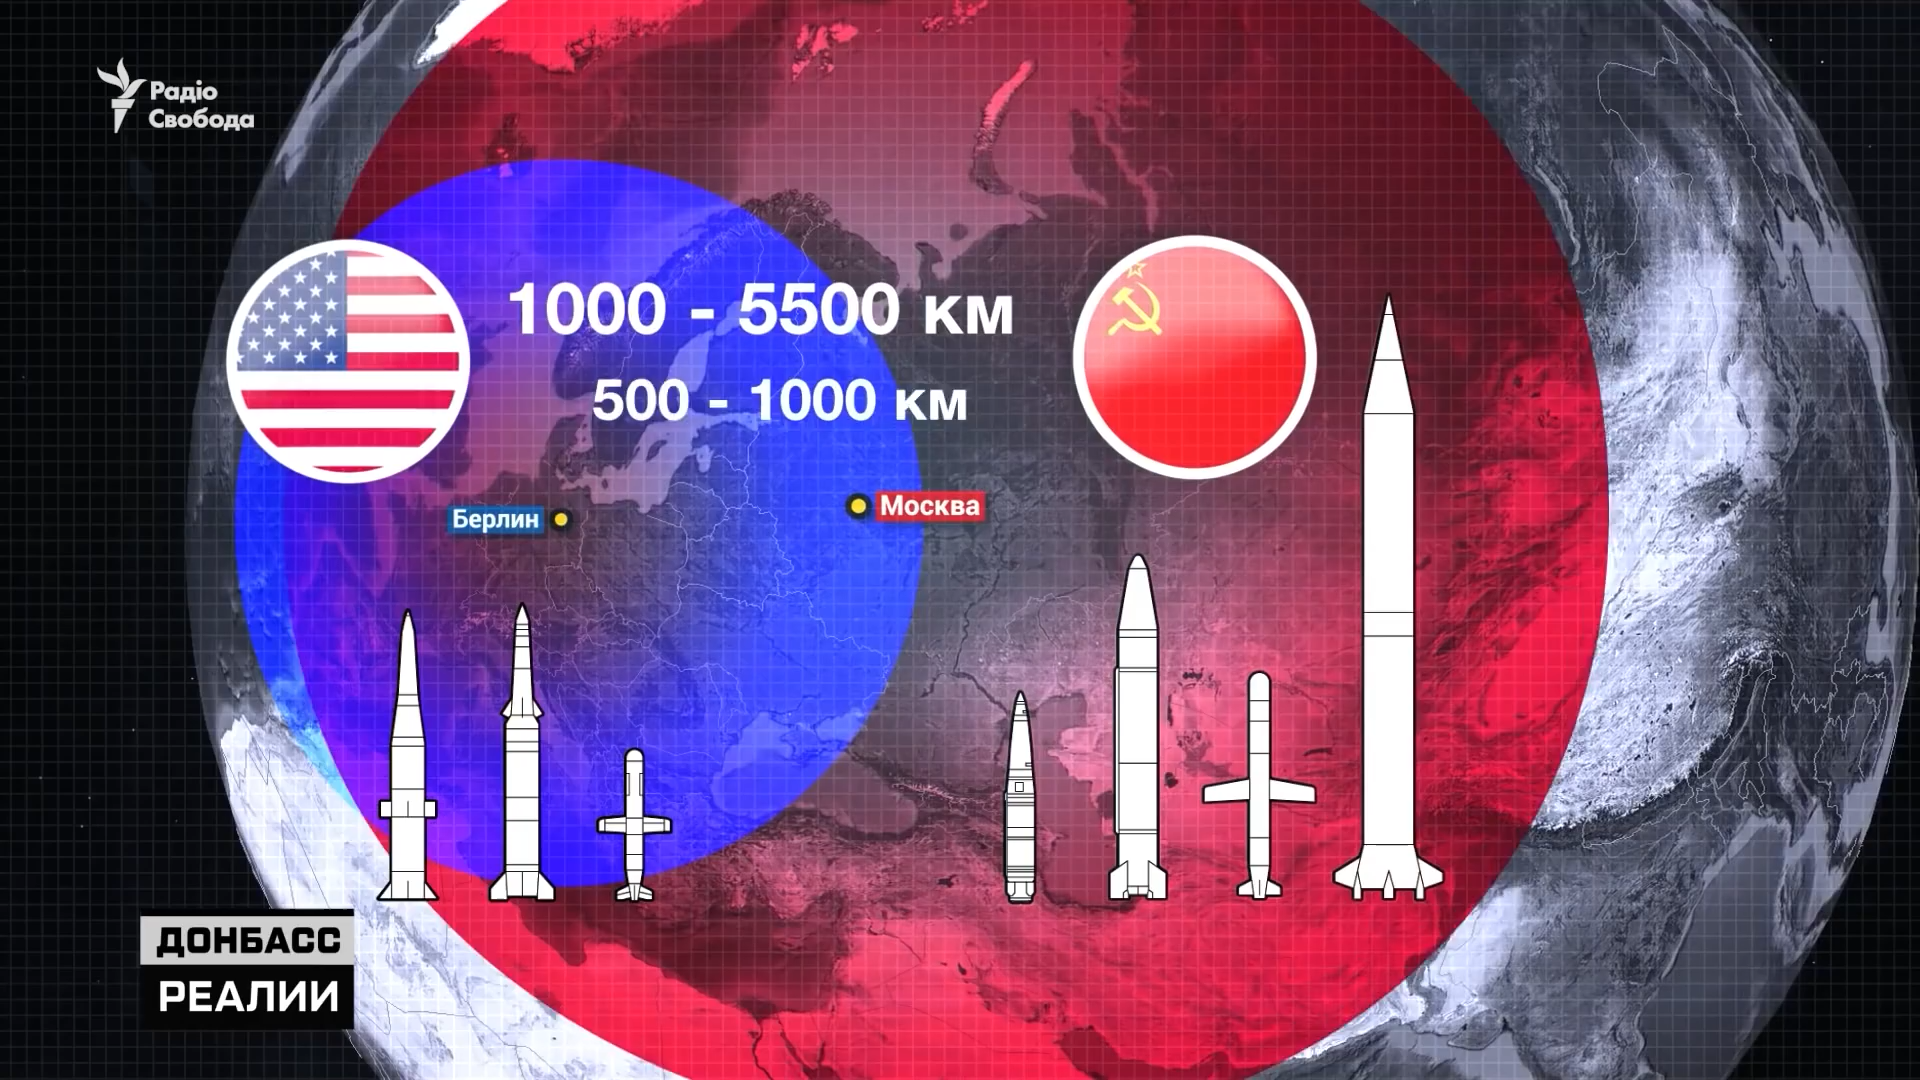 Радіо
Свобода
1000 - 5500 км
500 - 1000 км
Берлин
Москва
ДОНБАСС
РЕАЛИИ